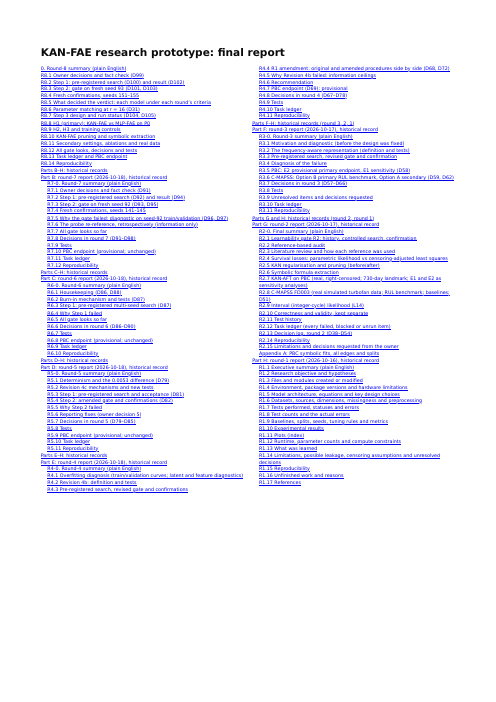 KAN-FAE research prototype: final report
0. Round-8 summary (plain English)
R8.1 Owner decisions and fact check (D99)
R8.2 Step 1: pre-search (D100) and result (D102)
R8.3 Step 2: gate on fresh seed 93 (D101, D103)
R8.4 Fresh confirmations, seeds 151–155
R8.5 What decided the verdict: each model under each round's criteria
R8.6 Parameter matching at r = 16 (D31)
R8.7 Step 3 design and run status (D104, D105)
R8.8 H1 (primary): KAN-FAE vs MLP-FAE on P0
R8.9 H2, H3 and training controls
R8.10 KAN-FAE pruning and symbolic extraction
R8.11 Secondary settings, ablations and real data
R8.12 All gate looks, decisions and tests
R8.13 Task ledger and PBC endpoint
R8.14 Reproducibility
Parts B–H: historical records
Part B: round-7 report (2026-10-18), historical record
R7-0. Round-7 summary (plain English)
R7.1 Owner decisions and fact check (D91)
R7.2 Step 1: pre-registered search (D92) and result (D94)
R7.3 Step 2: gate on fresh seed 92 (D93, D95)
R7.4 Fresh confirmations, seeds 141–145
R7.5 Why the gate failed: diagnostic on seed-92 train/validation (D96, D97)
R7.6 The probe re-reference, retrospectively (information only)
R7.7 All gate looks so far
R7.8 Decisions in round 7 (D91–D98)
R7.9 Tests
R7.10 PBC endpoint (provisional; unchanged)
R7.11 Task ledger
R7.12 Reproducibility
Parts C–H: historical records
Part C: round-6 report (2026-10-18), historical record
R6-0. Round-6 summary (plain English)
R6.1 Housekeeping (D86, D88)
R6.2 Burn-in mechanism and tests (D87)
R6.3 Step 1: pre-registered multi-seed search (D87)
R6.4 Why Step 1 failed
R6.5 All gate looks so far
R6.6 Decisions in round 6 (D86–D90)
R6.7 Tests
R6.8 PBC endpoint (provisional; unchanged)
R6.9 Task ledger
R6.10 Reproducibility
Parts D–H: historical records
Part D: round-5 report (2026-10-18), historical record
R5-0. Round-5 summary (plain English)
R5.1 Determinism and the 0.0053 difference (D79)
R5.2 Revision 4c: mechanisms and new tests
R5.3 Step 1: pre-registered search and acceptance (D81)
R5.4 Step 2: amended gate and confirmations (D82)
R5.5 Why Step 2 failed
R5.6 Reporting fixes (owner decision 5)
R5.7 Decisions in round 5 (D79–D85)
R5.8 Tests
R5.9 PBC endpoint (provisional; unchanged)
R5.10 Task ledger
R5.11 Reproducibility
Parts E–H: historical records
Part E: round-4 report (2026-10-18), historical record
R4-0. Round-4 summary (plain English)
R4.1 Overfitting diagnosis (train/validation curves; latent and feature diagnostics)
R4.2 Revision 4b: definition and tests
R4.3 Pre-registered search, revised gate and confirmations
R4.4 R1 amendment: original and amended procedures side by side (D68, D72)
R4.5 Why Revision 4b failed: information ceilings
R4.6 Recommendation
R4.7 PBC endpoint (D69): provisional
R4.8 Decisions in round 4 (D67–D78)
R4.9 Tests
R4.10 Task ledger
R4.11 Reproducibility
Parts F–H: historical records (round 3, 2, 1)
Part F: round-3 report (2026-10-17), historical record
R3-0. Round-3 summary (plain English)
R3.1 Motivation and diagnostic (before the design was fixed)
R3.2 The frequency-aware representation (definition and tests)
R3.3 Pre-registered search, revised gate and confirmation
R3.4 Diagnosis of the failure
R3.5 PBC: E2 provisional primary endpoint, E1 sensitivity (D58)
R3.6 C-MAPSS: Option B primary RUL benchmark, Option A secondary (D59, D62)
R3.7 Decisions in round 3 (D57–D66)
R3.8 Tests
R3.9 Unresolved items and decisions requested
R3.10 Task ledger
R3.11 Reproducibility
Parts G and H: historical records (round 2, round 1)
Part G: round-2 report (2026-10-17), historical record
R2-0. Final summary (plain English)
R2.1 Learnability gate R2: history, controlled search, confirmation
R2.2 Reference-based audit
R2.3 Literature review and how each reference was used
R2.4 Survival losses: parametric likelihood vs censoring-adjusted least squares
R2.5 KAN regularisation and pruning (before/after)
R2.6 Symbolic formula extraction
R2.7 KAN-AFT on PBC (real, right-censored; 730-day landmark; E1 and E2 as
sensitivity analyses)
R2.8 C-MAPSS FD003 (real simulated turbofan data; RUL benchmark; baselines;
D51)
R2.9 Interval (integer-cycle) likelihood (L14)
R2.10 Correctness and validity, kept separate
R2.11 Test history
R2.12 Task ledger (every failed, blocked or unrun item)
R2.13 Decision log, round 2 (D38–D54)
R2.14 Reproducibility
R2.15 Limitations and decisions requested from the owner
Appendix A: PBC symbolic fits, all edges and splits
Part H: round-1 report (2026-10-16), historical record
R1.1 Executive summary (plain English)
R1.2 Research objective and hypotheses
R1.3 Files and modules created or modified
R1.4 Environment, package versions and hardware limitations
R1.5 Model architecture, equations and key design choices
R1.6 Datasets, sources, dimensions, missingness and preprocessing
R1.7 Tests performed, statuses and errors
R1.8 Test counts and the actual errors
R1.9 Baselines, splits, seeds, tuning rules and metrics
R1.10 Experimental results
R1.11 Plots (index)
R1.12 Runtime, parameter counts and compute constraints
R1.13 What was learned
R1.14 Limitations, possible leakage, censoring assumptions and unresolved
decisions
R1.15 Reproducibility
R1.16 Unfinished work and reasons
R1.17 References